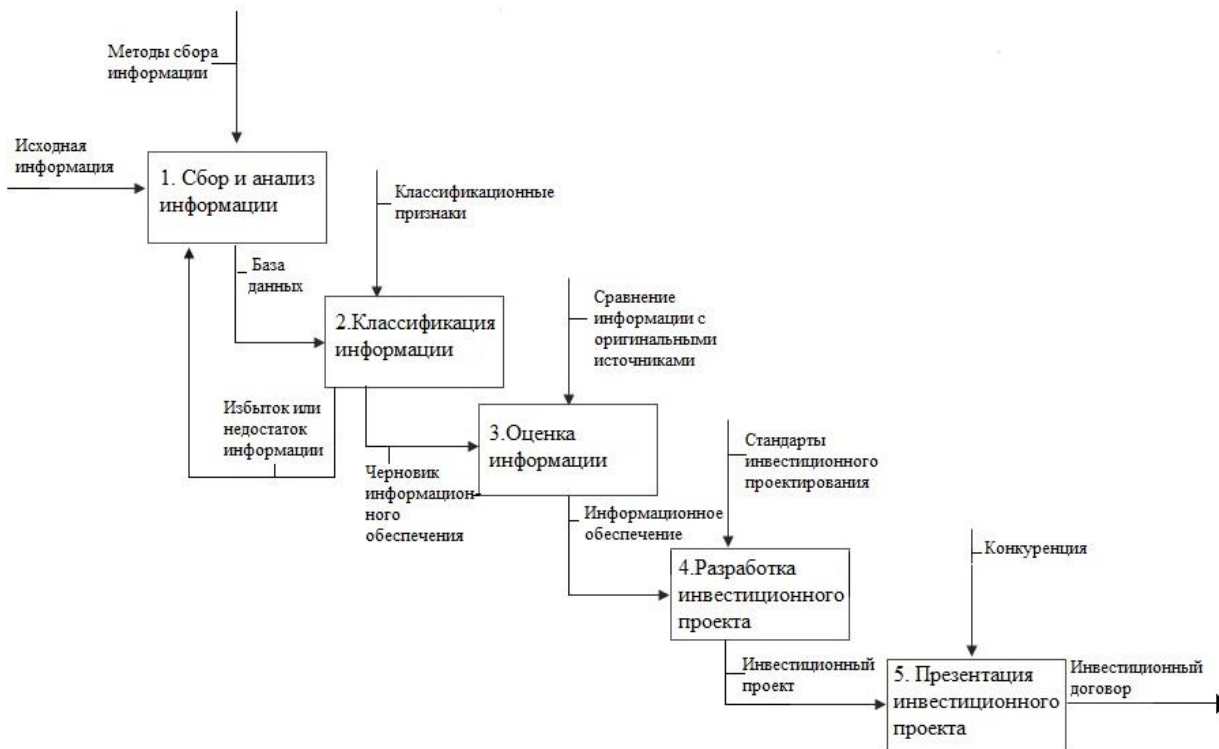 Методы сбора
информации
Исходная
информация
1. Сбор и анализ
информации
Классификационные
признаки
База
данных
2.Классификация
информации
Сравнение
информации с
оригинальными
источниками
Избыток или
недостаток
информации
3.Оценка
информации
Черновик
информацион-
ного
обеспечения
Стандарты
инвестиционного
проектирования
Информационное
обеспечение
4.Разработка
инвестиционного
проекта
Конкуренция
Инвестиционный
проект
5. Презентация
инвестиционного
проекта
Инвестиционный
договор